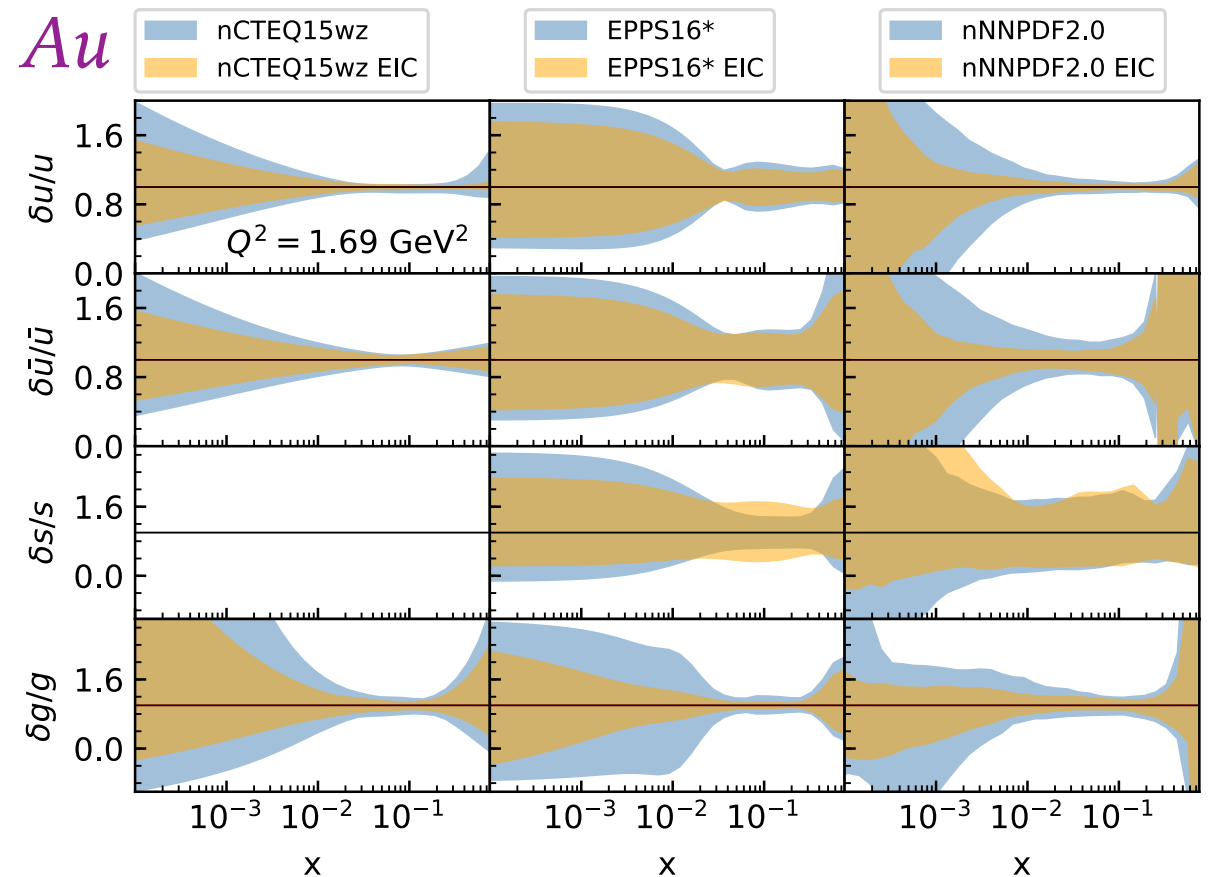 Au
nCTEQ15wz
nCTEQ15wz EIC
EPPS16*
EPPS16* EIC
nNNPDF2.0
nNNPDF2.0 EIC
δu/u
1.6
0.8
0.0
Q² = 1.69 GeV²
δū/ū
1.6
0.8
0.0
δs/s
1.6
0.0
δg/g
1.6
0.0
10⁻³ 10⁻² 10⁻¹
10⁻³ 10⁻² 10⁻¹
10⁻³ 10⁻² 10⁻¹
x
x
x